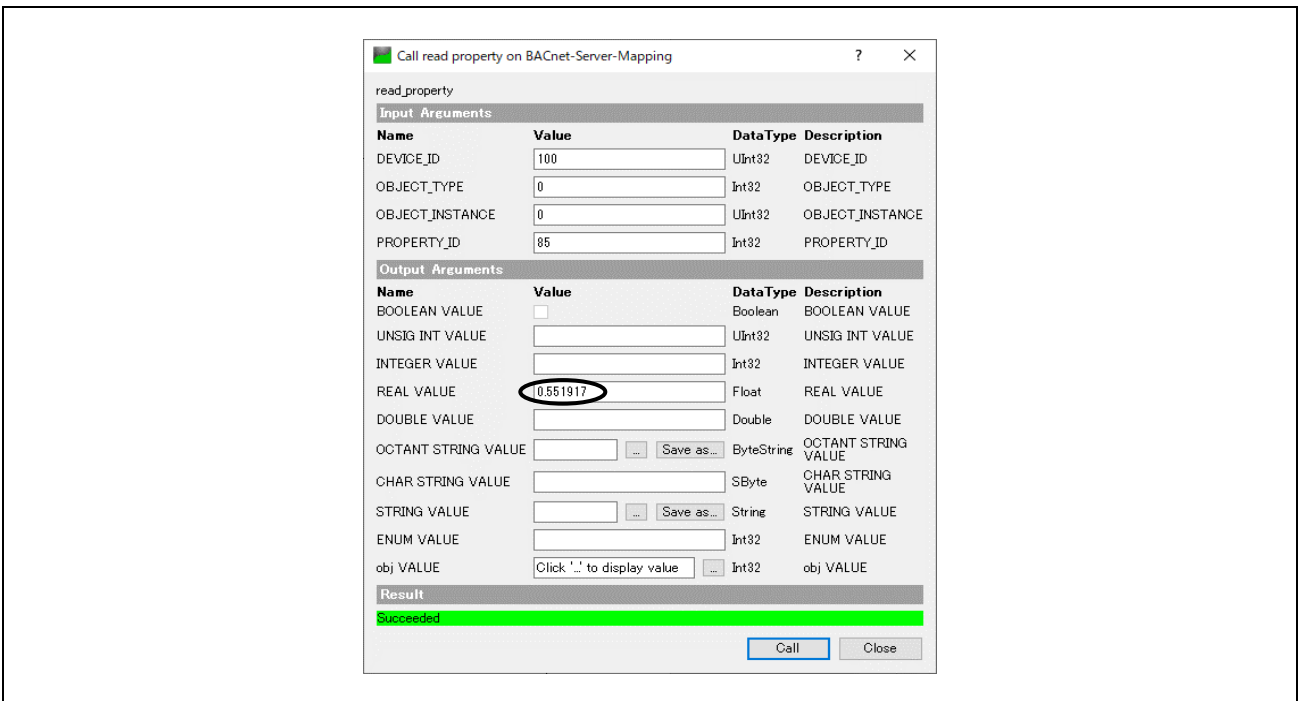 Call read property on BACnet-Server-Mapping ? ×
read_property
Input Arguments
Name Value DataType Description
DEVICE_ID 100 UInt32 DEVICE_ID
OBJECT_TYPE 0 Int32 OBJECT_TYPE
OBJECT_INSTANCE 0 UInt32 OBJECT_INSTANCE
PROPERTY_ID 85 Int32 PROPERTY_ID
Output Arguments
Name Value DataType Description
BOOLEAN VALUE Boolean BOOLEAN VALUE
UNSIG INT VALUE UInt32 UNSIG INT VALUE
INTEGER VALUE Int32 INTEGER VALUE
REAL VALUE 0.551917 Float REAL VALUE
DOUBLE VALUE Double DOUBLE VALUE
OCTANT STRING VALUE ... Save as... ByteString OCTANT STRING
VALUE
CHAR STRING VALUE SByte CHAR STRING
VALUE
STRING VALUE ... Save as... String STRING VALUE
ENUM VALUE Int32 ENUM VALUE
obj VALUE Click '...' to display value ... Int32 obj VALUE
Result
Succeeded
Call Close